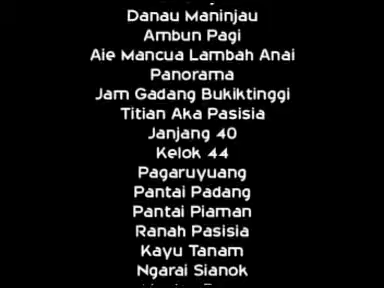 Danau Maninjau
Ambun Pagi
Aie Mancua Lambah Anai
Panorama
Jam Gadang Bukiktinggi
Titian Aka Pasisia
Janjang 40
Kelok 44
Pagaruyuang
Pantai Padang
Pantai Piaman
Ranah Pasisia
Kayu Tanam
Ngarai Sianok